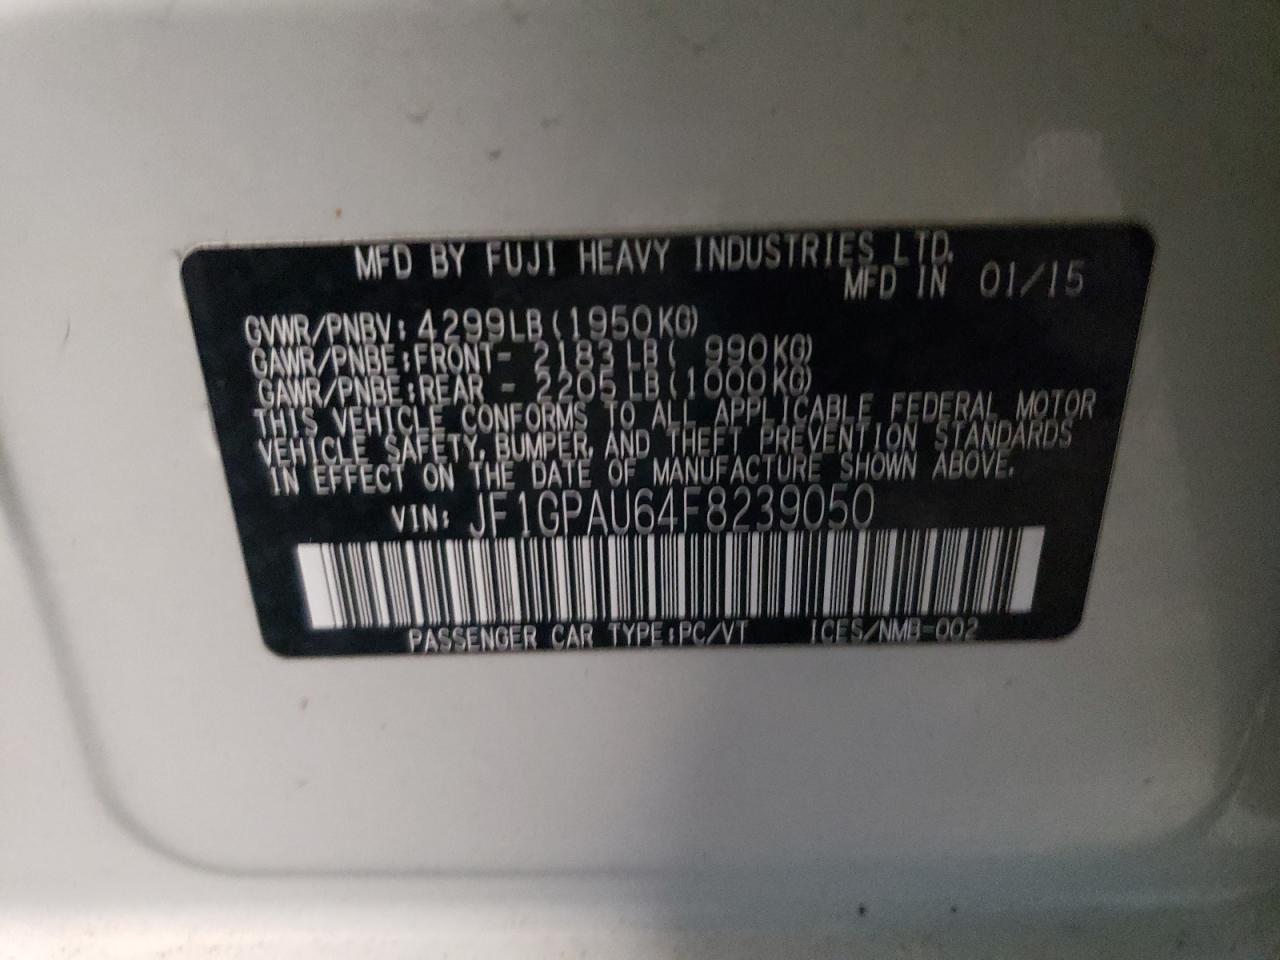 MFD BY FUJI HEAVY INDUSTRIES LTD.
MFD IN 01/15
GVWR/PNBV: 4299LB(1950KG)
GAWR/PNBE:FRONT- 2183LB( 990KG)
GAWR/PNBE:REAR - 2205LB(1000KG)
THIS VEHICLE CONFORMS TO ALL APPLICABLE FEDERAL MOTOR
VEHICLE SAFETY, BUMPER, AND THEFT PREVENTION STANDARDS
IN EFFECT ON THE DATE OF MANUFACTURE SHOWN ABOVE.
VIN: JF1GPAU64F8239050
PASSENGER CAR TYPE:PC/VT ICES/NMB-002